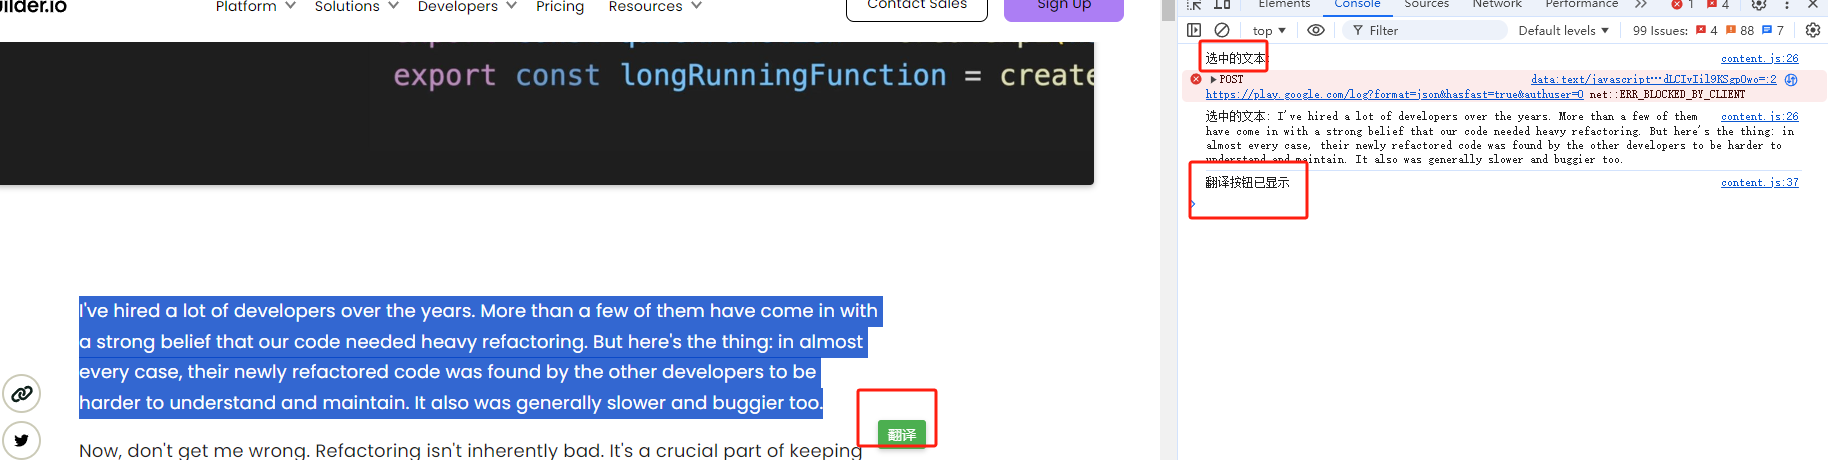 uilder.io
Platform
Solutions
Developers
Pricing
Resources
Contact Sales
Sign Up
export const longRunningFunction = create
I've hired a lot of developers over the years. More than a few of them have come in with
a strong belief that our code needed heavy refactoring. But here's the thing: in almost
every case, their newly refactored code was found by the other developers to be
harder to understand and maintain. It also was generally slower and buggier too.
翻译
Now, don't get me wrong. Refactoring isn't inherently bad. It's a crucial part of keeping
Elements
Console
Sources
Network
Performance
1
4
top
Filter
Default levels
99 Issues:
4
88
7
选中的文本:
content.js:26
POST
data:text/javascript…dLCIvIil9KSgpOwo=:2
https://play.google.com/log?format=json&hasfast=true&authuser=0 net::ERR_BLOCKED_BY_CLIENT
选中的文本: I've hired a lot of developers over the years. More than a few of them
content.js:26
have come in with a strong belief that our code needed heavy refactoring. But here's the thing: in
almost every case, their newly refactored code was found by the other developers to be harder to
understand and maintain. It also was generally slower and buggier too.
翻译按钮已显示
content.js:37